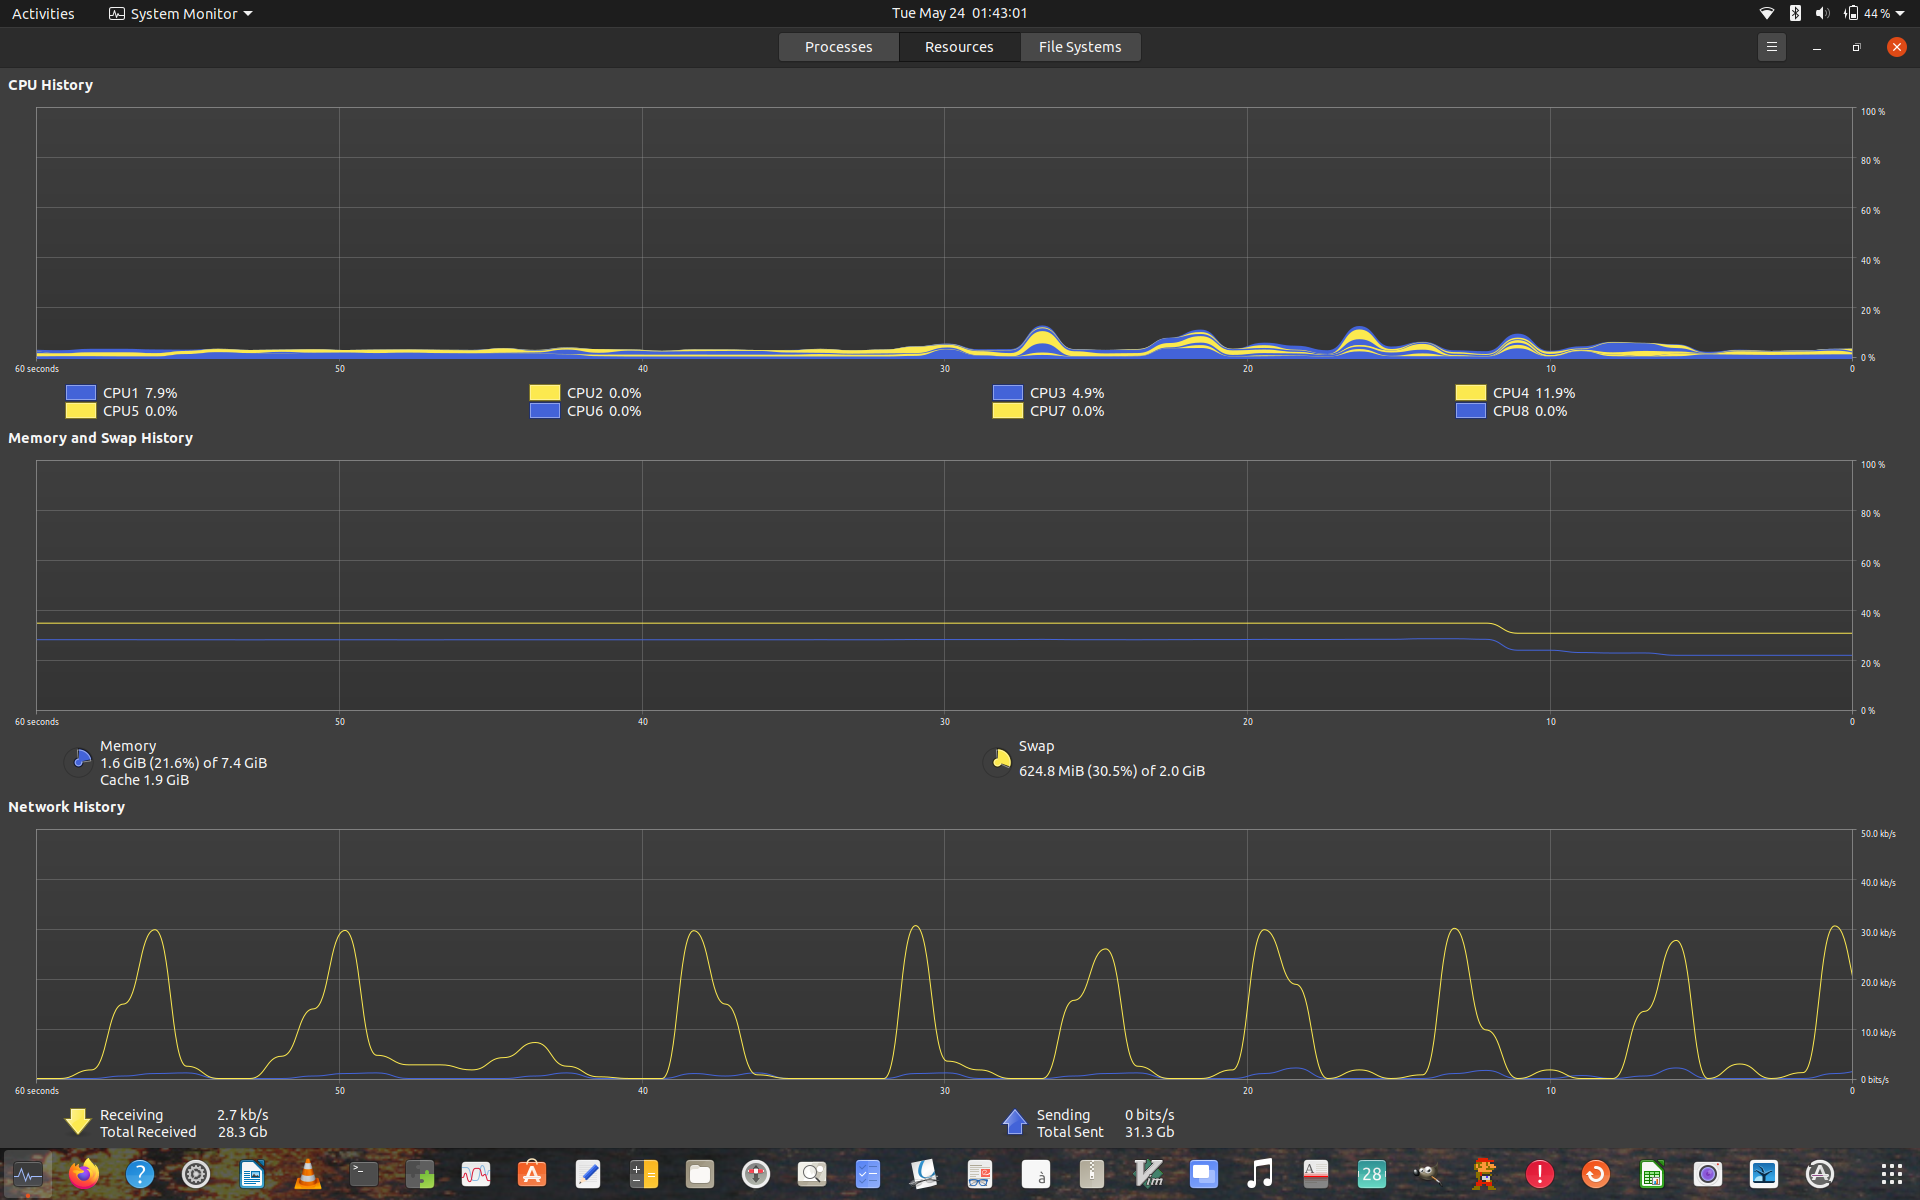 Activities System Monitor Tue May 24 01:43:01 44 %
Processes Resources File Systems
CPU History
100 %
80 %
60 %
40 %
20 %
0 %
60 seconds 50 40 30 20 10 0
CPU1 7.9% CPU2 0.0% CPU3 4.9% CPU4 11.9%
CPU5 0.0% CPU6 0.0% CPU7 0.0% CPU8 0.0%
Memory and Swap History
100 %
80 %
60 %
40 %
20 %
0 %
60 seconds 50 40 30 20 10 0
Memory
1.6 GiB (21.6%) of 7.4 GiB
Cache 1.9 GiB
Swap
624.8 MiB (30.5%) of 2.0 GiB
Network History
50.0 kb/s
40.0 kb/s
30.0 kb/s
20.0 kb/s
10.0 kb/s
0 bits/s
60 seconds 50 40 30 20 10 0
Receiving 2.7 kb/s
Total Received 28.3 Gb
Sending 0 bits/s
Total Sent 31.3 Gb
? >_ A à Vim A 28 !